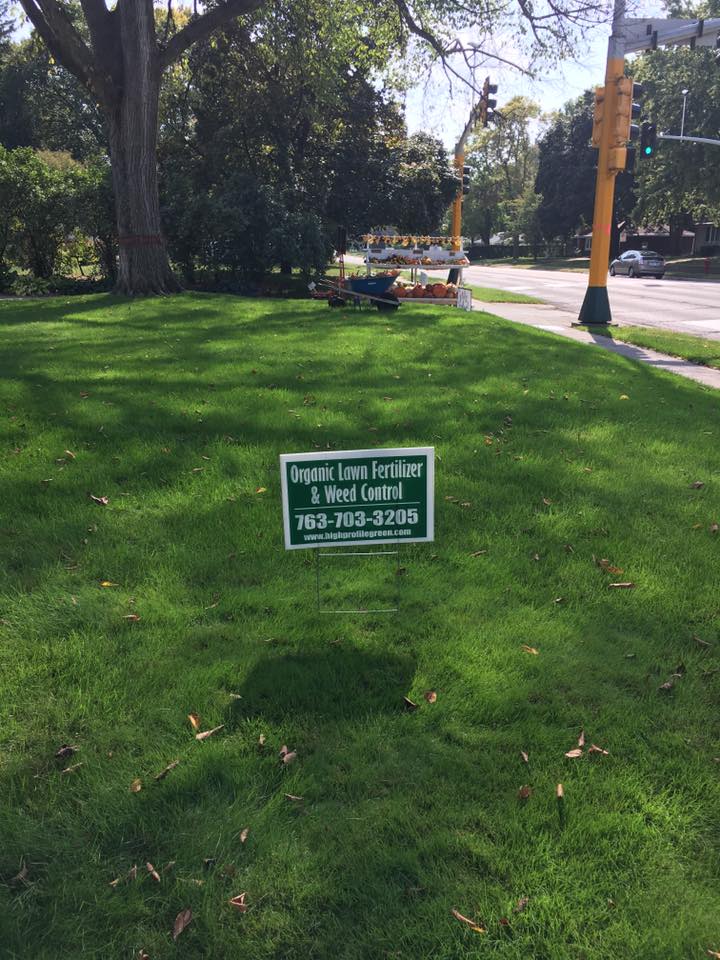 Organic Lawn Fertilizer
& Weed Control
763-703-3205
www.highprofilegreen.com